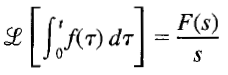 ℒ[∫₀ᵗ f(τ) dτ] = F(s)/s